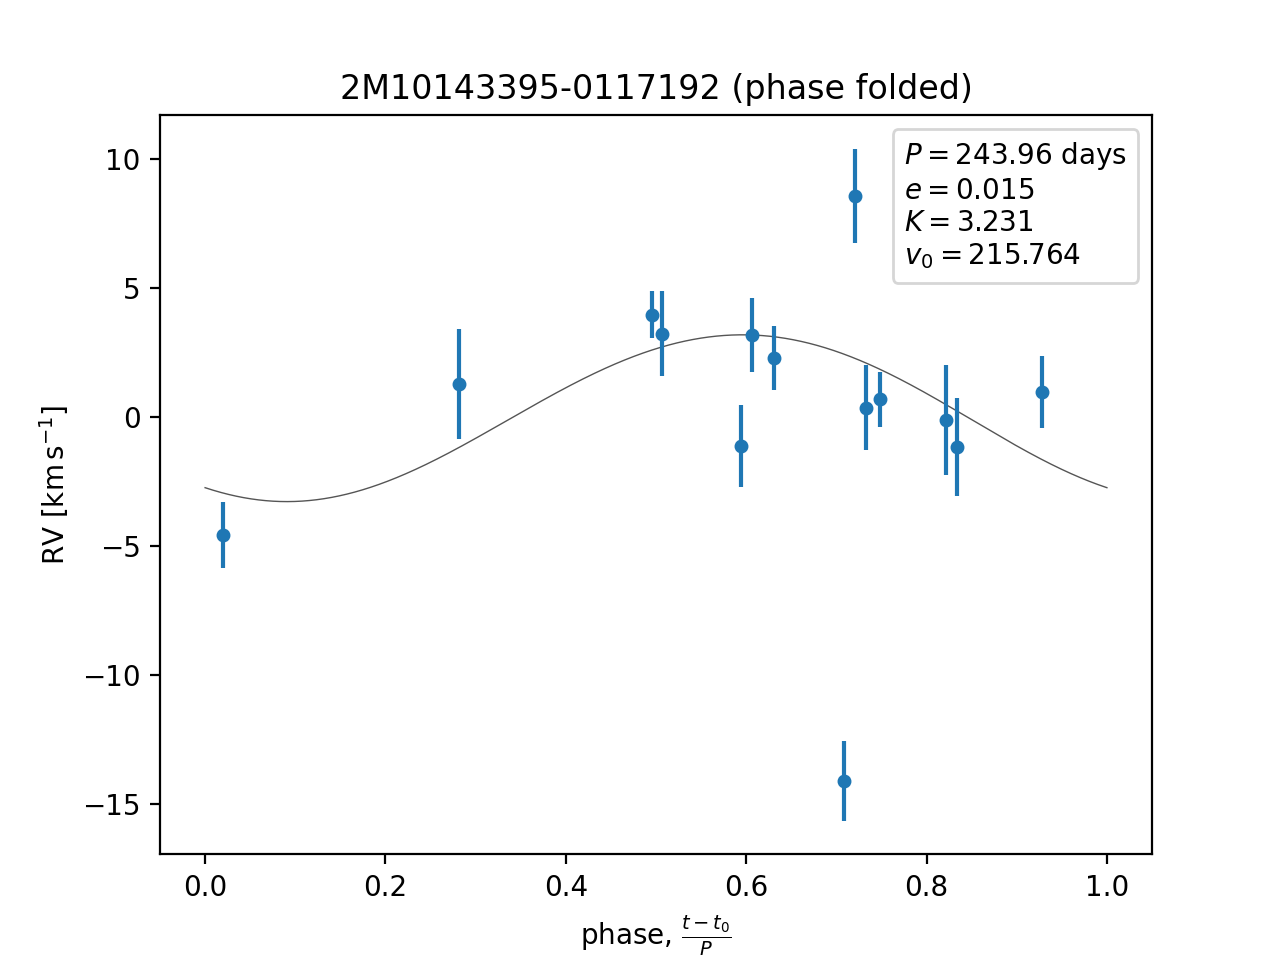 2M10143395-0117192 (phase folded)
P = 243.96 days
e = 0.015
K = 3.231
v₀ = 215.764
RV [km s⁻¹]
10
5
0
−5
−10
−15
0.0 0.2 0.4 0.6 0.8 1.0
phase, (t − t₀)/P